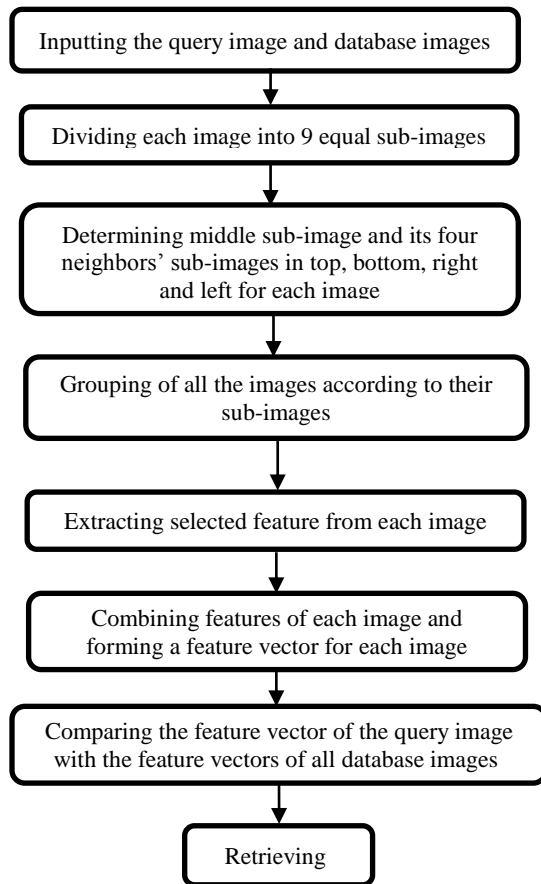 Inputting the query image and database images
Dividing each image into 9 equal sub-images
Determining middle sub-image and its four
neighbors’ sub-images in top, bottom, right
and left for each image
Grouping of all the images according to their
sub-images
Extracting selected feature from each image
Combining features of each image and
forming a feature vector for each image
Comparing the feature vector of the query image
with the feature vectors of all database images
Retrieving